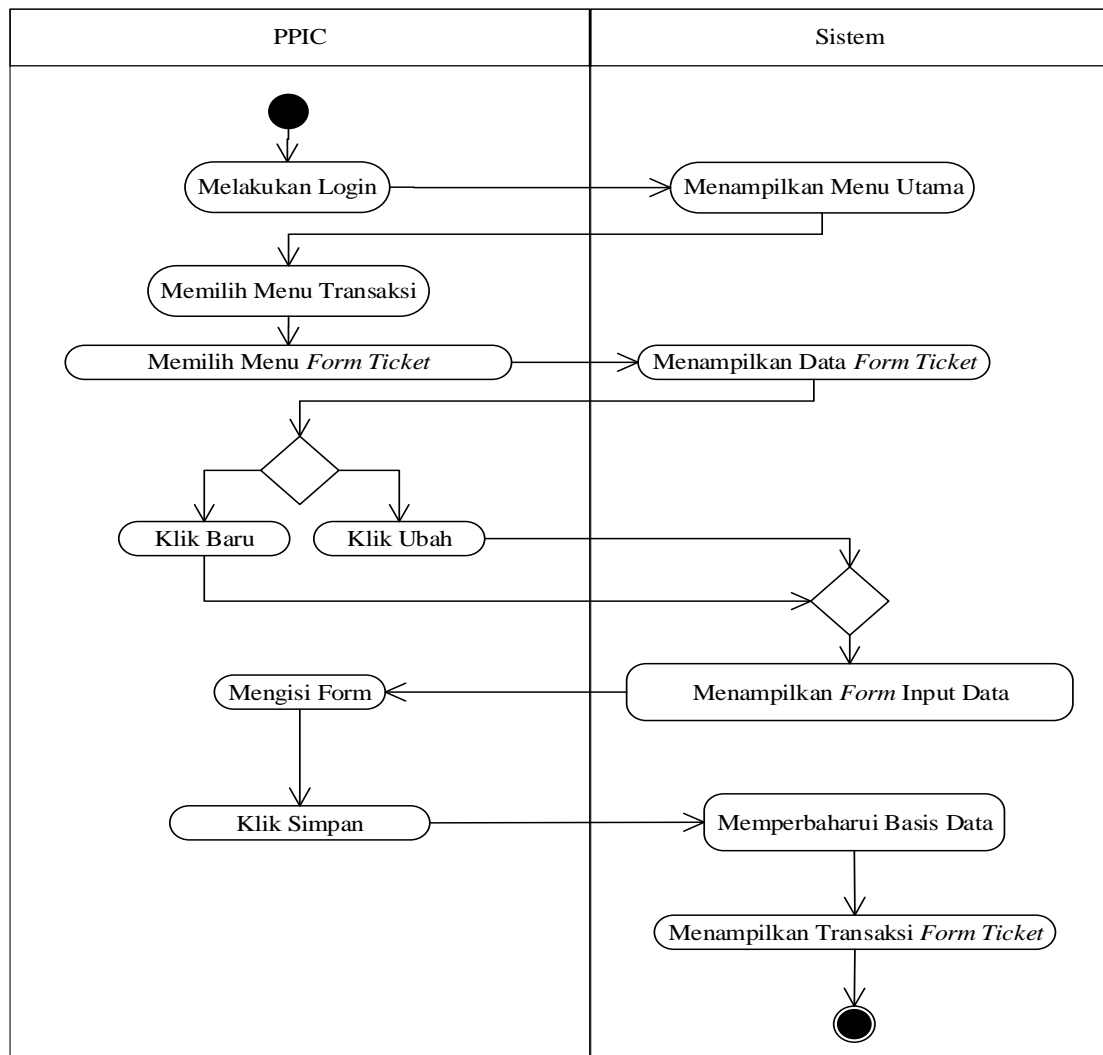 PPIC
Sistem
Melakukan Login
Menampilkan Menu Utama
Memilih Menu Transaksi
Memilih Menu Form Ticket
Menampilkan Data Form Ticket
Klik Baru
Klik Ubah
Menampilkan Form Input Data
Mengisi Form
Klik Simpan
Memperbaharui Basis Data
Menampilkan Transaksi Form Ticket